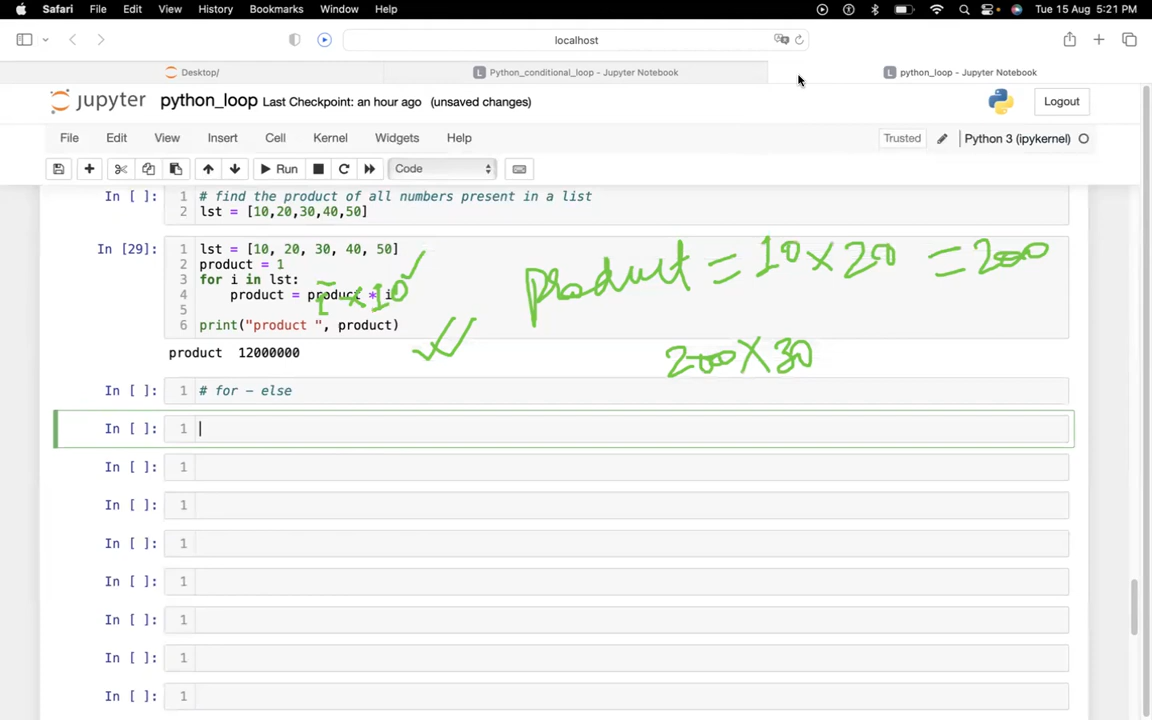 Safari File Edit View History Bookmarks Window Help Tue 15 Aug 5:21 PM
localhost
Desktop/ Python_conditional_loop - Jupyter Notebook python_loop - Jupyter Notebook
jupyter python_loop Last Checkpoint: an hour ago (unsaved changes) Logout
File Edit View Insert Cell Kernel Widgets Help Trusted Python 3 (ipykernel)
Run Code
In [ ]: 1 # find the product of all numbers present in a list
2 lst = [10,20,30,40,50]
In [29]: 1 lst = [10, 20, 30, 40, 50]
2 product = 1
3 for i in lst:
4 product = product * i
5
6 print("product ", product)
product 12000000
product = 10 × 20 = 200
1 × 10
200 × 30
In [ ]: 1 # for - else
In [ ]: 1
In [ ]: 1
In [ ]: 1
In [ ]: 1
In [ ]: 1
In [ ]: 1
In [ ]: 1
In [ ]: 1